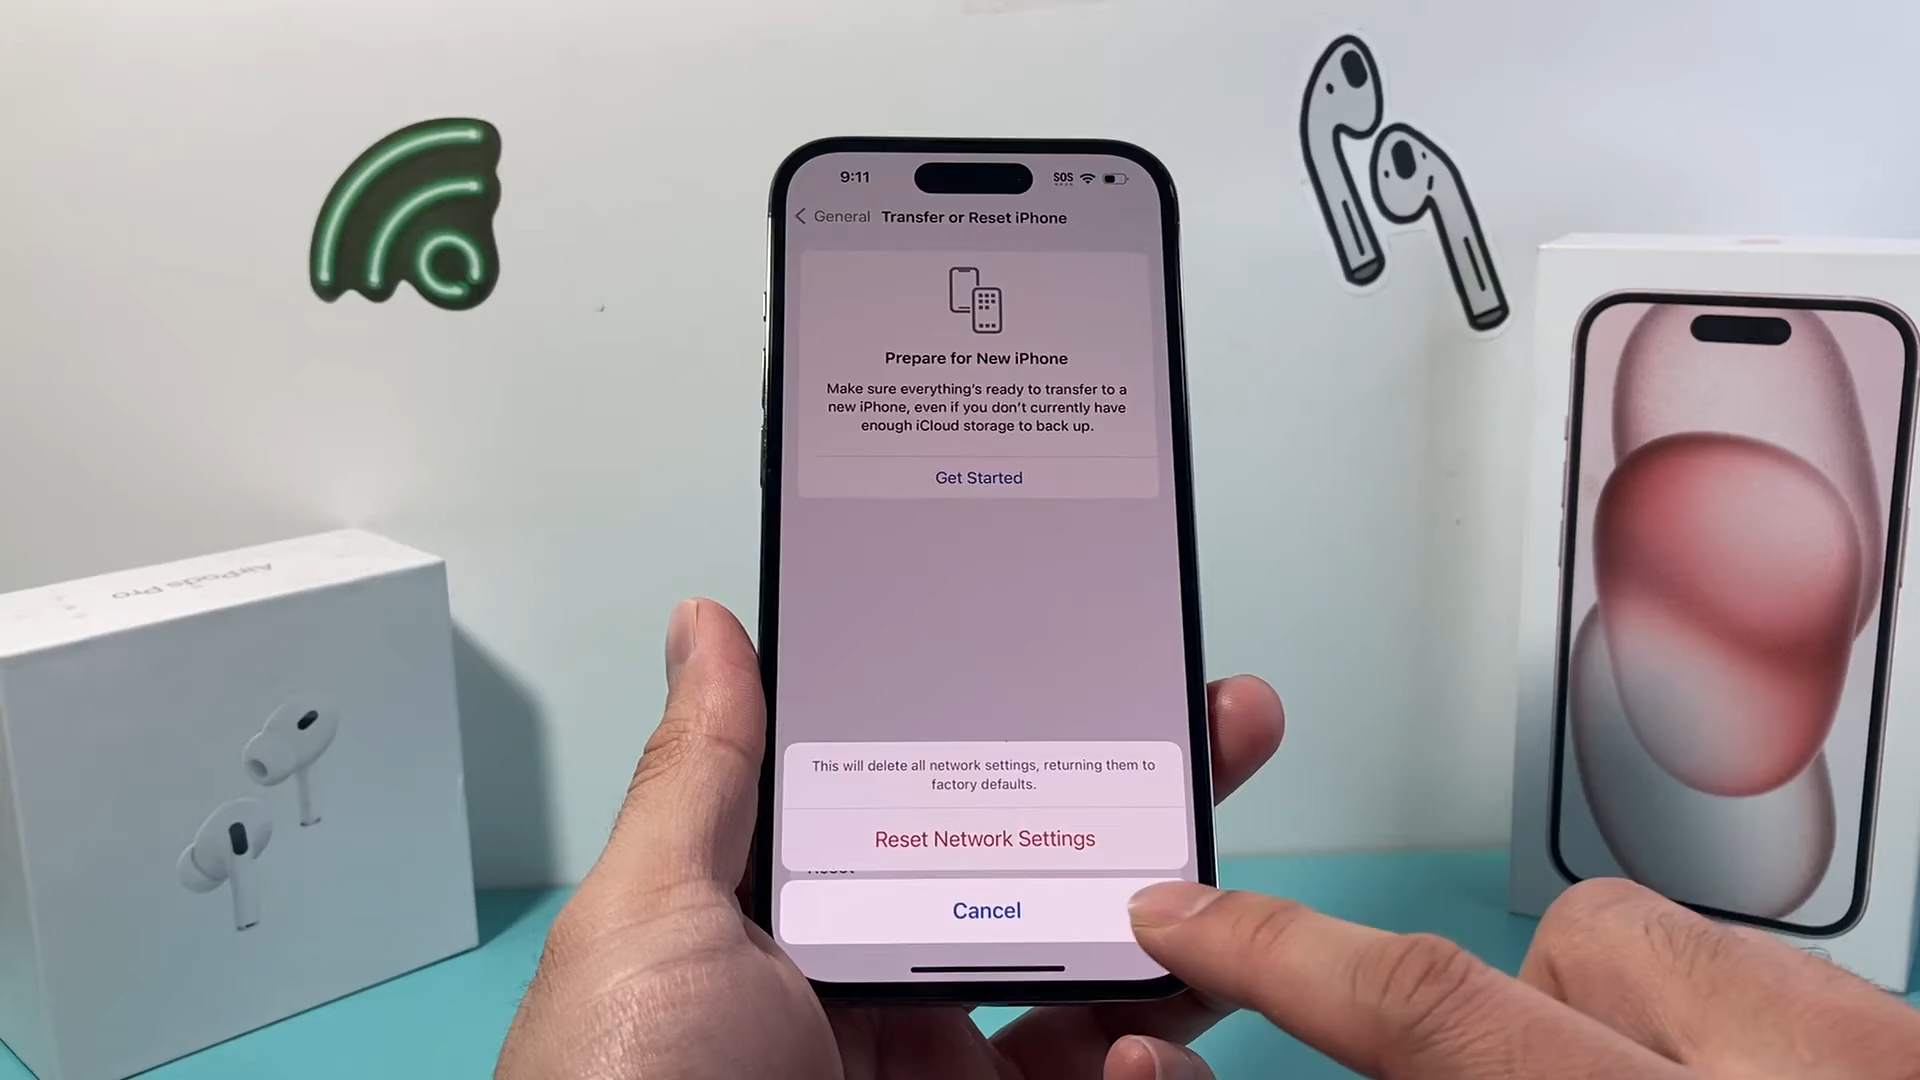 9:11
SOS
General
Transfer or Reset iPhone
Prepare for New iPhone
Make sure everything's ready to transfer to a
new iPhone, even if you don't currently have
enough iCloud storage to back up.
Get Started
This will delete all network settings, returning them to
factory defaults.
Reset Network Settings
Reset
Cancel
AirPods Pro